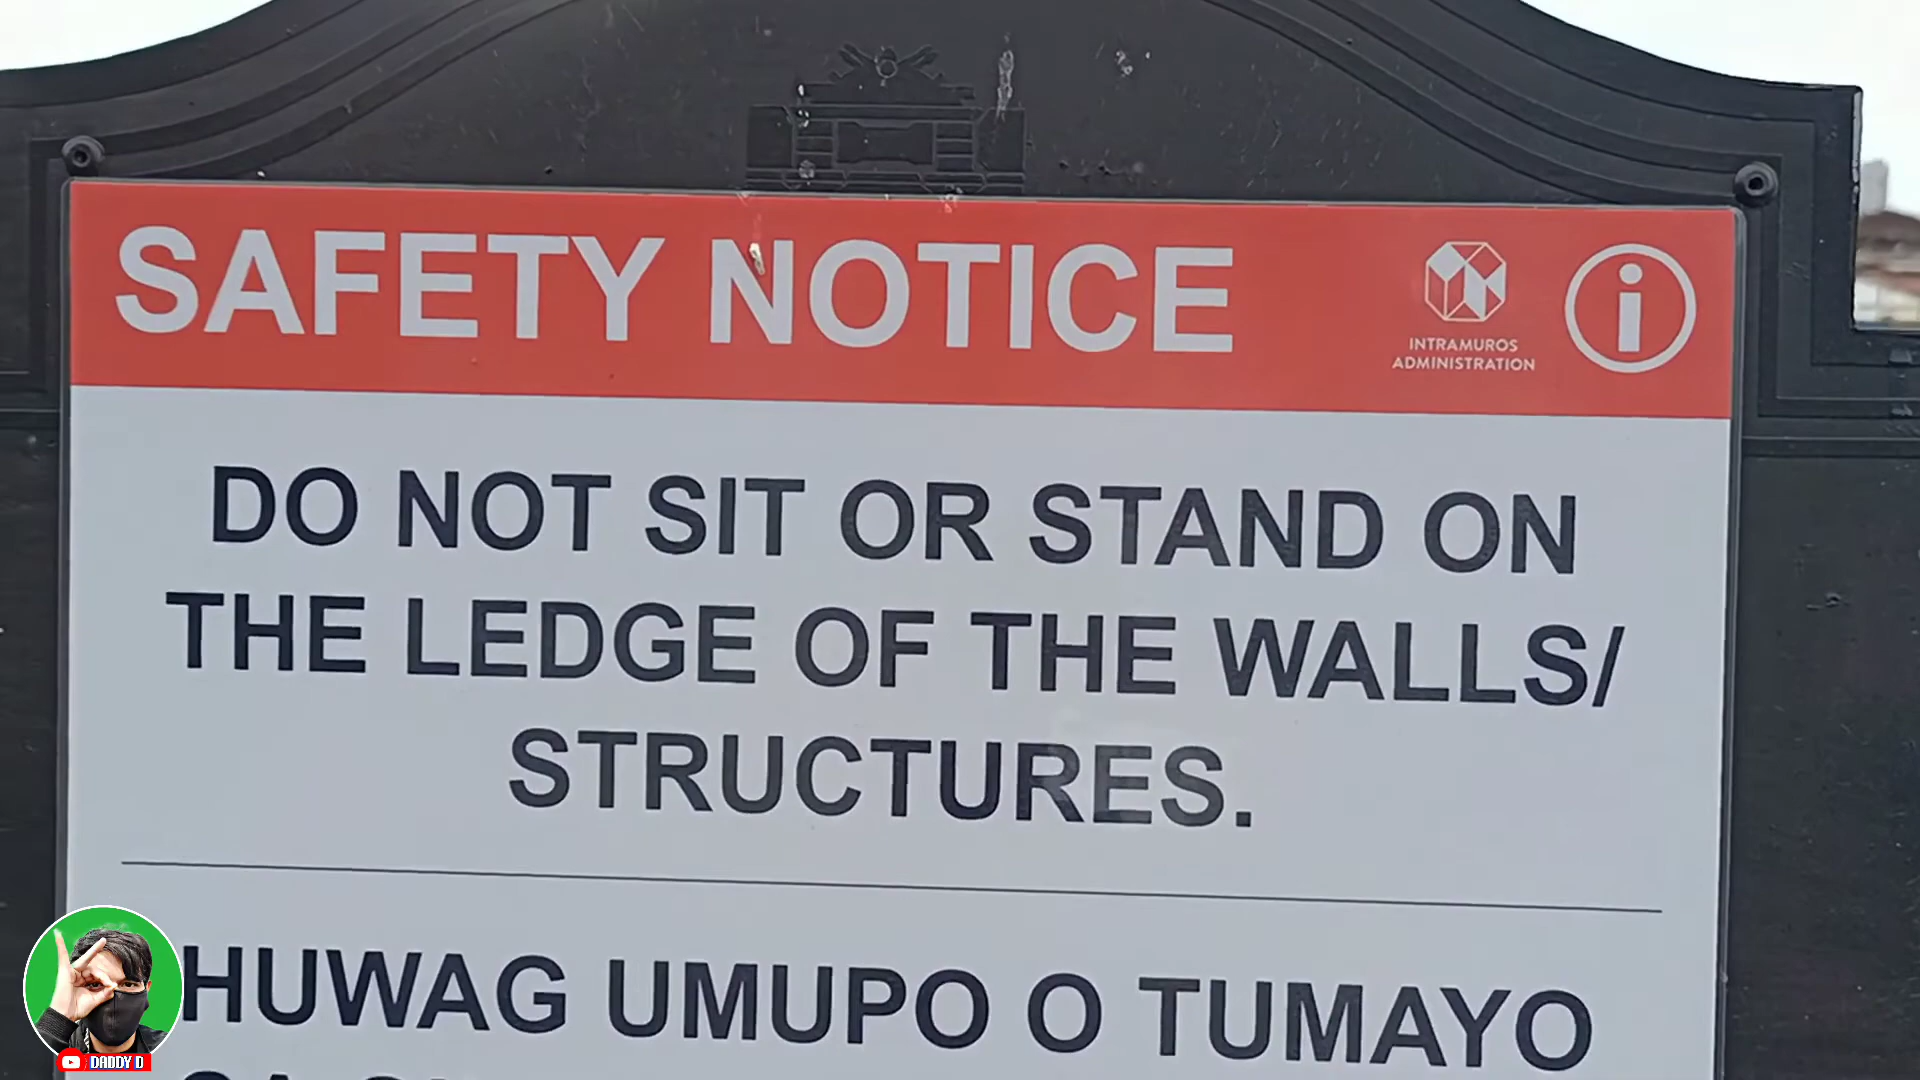 SAFETY NOTICE
INTRAMUROS
ADMINISTRATION
DO NOT SIT OR STAND ON
THE LEDGE OF THE WALLS/
STRUCTURES.
HUWAG UMUPO O TUMAYO
DADDY D